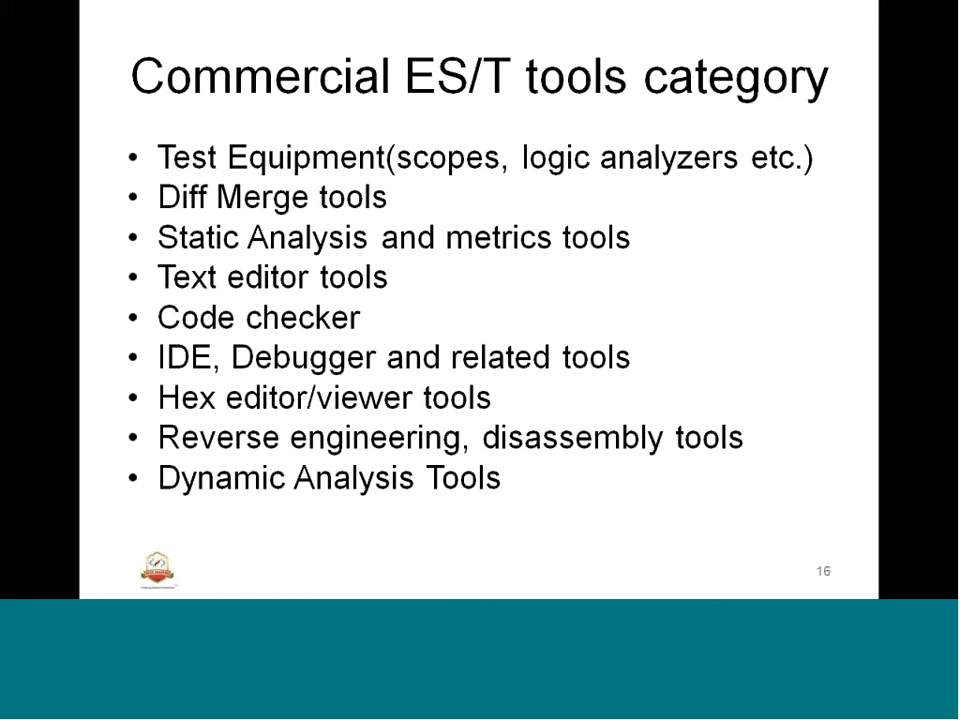 Commercial ES/T tools category
• Test Equipment(scopes, logic analyzers etc.)
• Diff Merge tools
• Static Analysis and metrics tools
• Text editor tools
• Code checker
• IDE, Debugger and related tools
• Hex editor/viewer tools
• Reverse engineering, disassembly tools
• Dynamic Analysis Tools
16